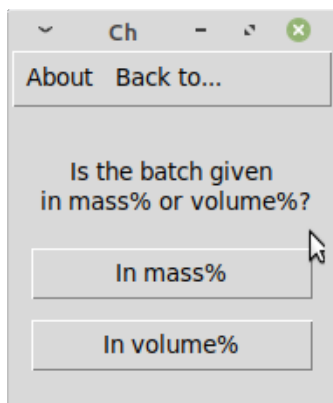 Ch
About Back to...
Is the batch given
in mass% or volume%?
In mass%
In volume%